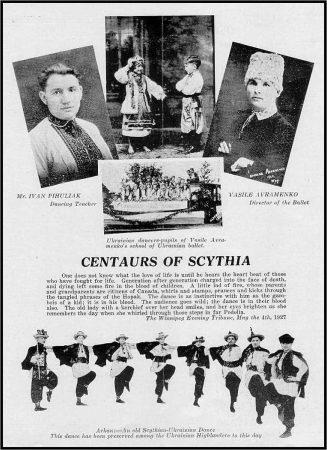 Mr. IVAN PIHULIAK
Dancing Teacher
VASILE AVRAMENKO
Director of the Ballet
Ukrainian dancers-pupils of Vasile Avra-
menko's school of Ukrainian ballet.
CENTAURS OF SCYTHIA
One does not know what the love of life is until he hears the heart beat of those
who have fought for life. Generation after generation charged into the face of death,
and dying left some fire in the blood of children. A little lad of five, whose parents
and grandparents are citizens of Canada, whirls and stamps, prances and kicks through
the tangled phrases of the Hopak. The dance is as instinctive with him as the gam-
bols of a kid; it is his blood. The audience goes wild; the dance is in their blood
also. The old lady with a kerchief over her head smiles, and her eyes brighten as she
remembers the day when she whirled through those steps in far Podolia.
The Winnipeg Evening Tribune, May the 4th, 1927
Arkan—An old Scythian-Ukrainian Dance
This dance has been preserved among the Ukrainian Highlanders to this day